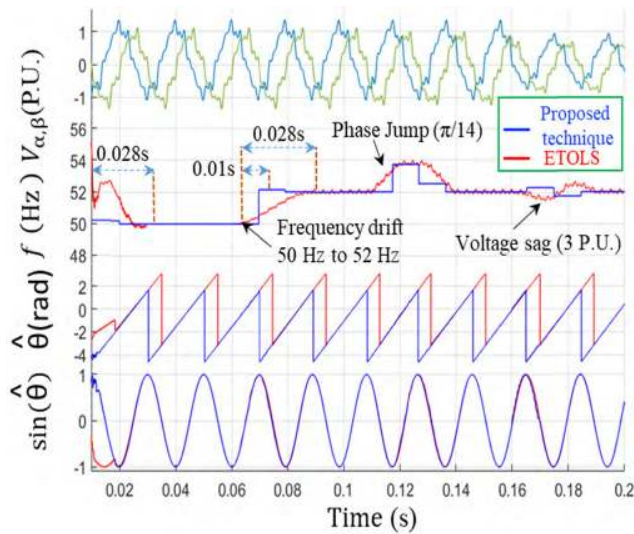 V_{α,β}(P.U.)
1
0
-1
f (Hz)
56
54
52
50
48
0.028s
0.028s
0.01s
Phase Jump (π/14)
Proposed technique
ETOLS
Frequency drift
50 Hz to 52 Hz
Voltage sag (3 P.U.)
θ̂(rad)
2
0
-2
-4
sin(θ̂)
1
0
-1
0.02
0.04
0.06
0.08
0.1
0.12
0.14
0.16
0.18
0.2
Time (s)